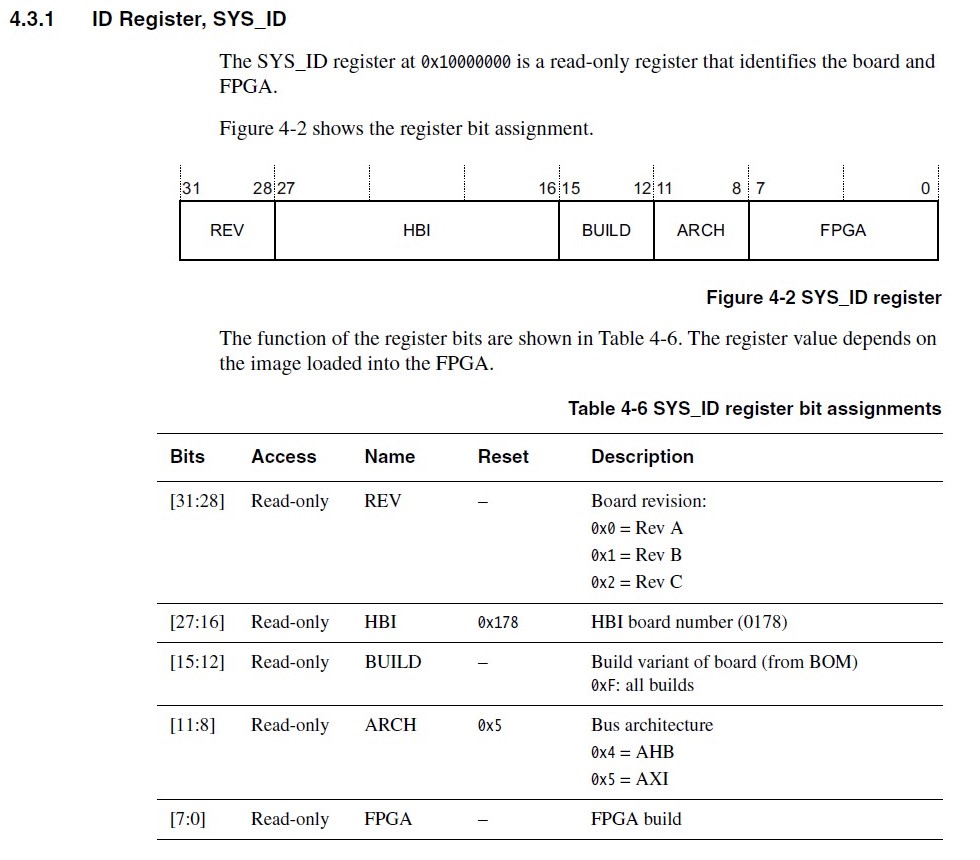 4.3.1 ID Register, SYS_ID
The SYS_ID register at 0x10000000 is a read-only register that identifies the board and
FPGA.
Figure 4-2 shows the register bit assignment.
31 28 27 16 15 12 11 8 7 0
REV HBI BUILD ARCH FPGA
Figure 4-2 SYS_ID register
The function of the register bits are shown in Table 4-6. The register value depends on
the image loaded into the FPGA.
Table 4-6 SYS_ID register bit assignments
Bits Access Name Reset Description
[31:28] Read-only REV – Board revision:
0x0 = Rev A
0x1 = Rev B
0x2 = Rev C
[27:16] Read-only HBI 0x178 HBI board number (0178)
[15:12] Read-only BUILD – Build variant of board (from BOM)
0xF: all builds
[11:8] Read-only ARCH 0x5 Bus architecture
0x4 = AHB
0x5 = AXI
[7:0] Read-only FPGA – FPGA build